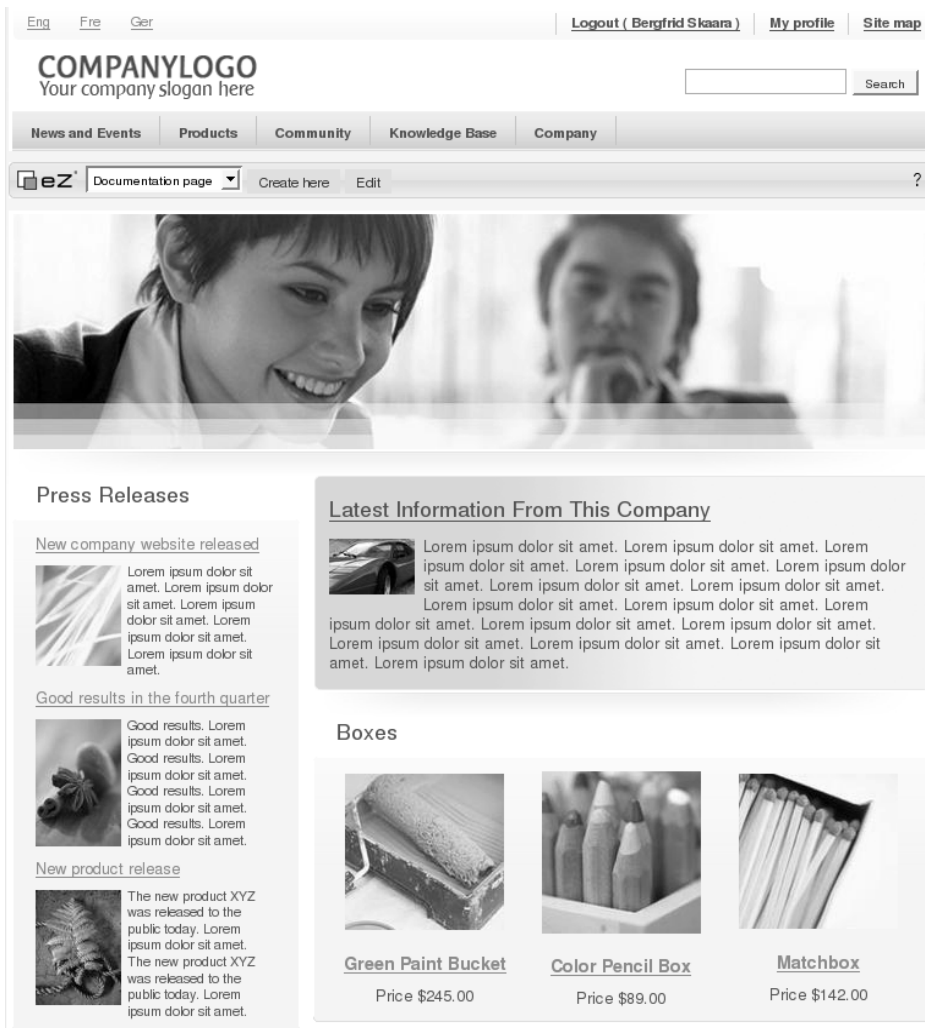 Eng Fre Ger
Logout ( Bergfrid Skaara ) My profile Site map
COMPANYLOGO
Your company slogan here
Search
News and Events Products Community Knowledge Base Company
eZ Documentation page Create here Edit ?
Press Releases
New company website released
Lorem ipsum dolor sit
amet. Lorem ipsum dolor
sit amet. Lorem ipsum
dolor sit amet. Lorem
ipsum dolor sit amet.
Lorem ipsum dolor sit
amet.
Good results in the fourth quarter
Good results. Lorem
ipsum dolor sit amet.
Good results. Lorem
ipsum dolor sit amet.
Good results. Lorem
ipsum dolor sit amet.
Good results. Lorem
ipsum dolor sit amet.
New product release
The new product XYZ
was released to the
public today. Lorem
ipsum dolor sit amet.
The new product XYZ
was released to the
public today. Lorem
ipsum dolor sit amet.
Latest Information From This Company
Lorem ipsum dolor sit amet. Lorem ipsum dolor sit amet. Lorem
ipsum dolor sit amet. Lorem ipsum dolor sit amet. Lorem ipsum dolor
sit amet. Lorem ipsum dolor sit amet. Lorem ipsum dolor sit amet.
Lorem ipsum dolor sit amet. Lorem ipsum dolor sit amet. Lorem
ipsum dolor sit amet. Lorem ipsum dolor sit amet. Lorem ipsum dolor sit amet.
Lorem ipsum dolor sit amet. Lorem ipsum dolor sit amet. Lorem ipsum dolor sit
amet. Lorem ipsum dolor sit amet.
Boxes
Green Paint Bucket
Price $245.00
Color Pencil Box
Price $89.00
Matchbox
Price $142.00